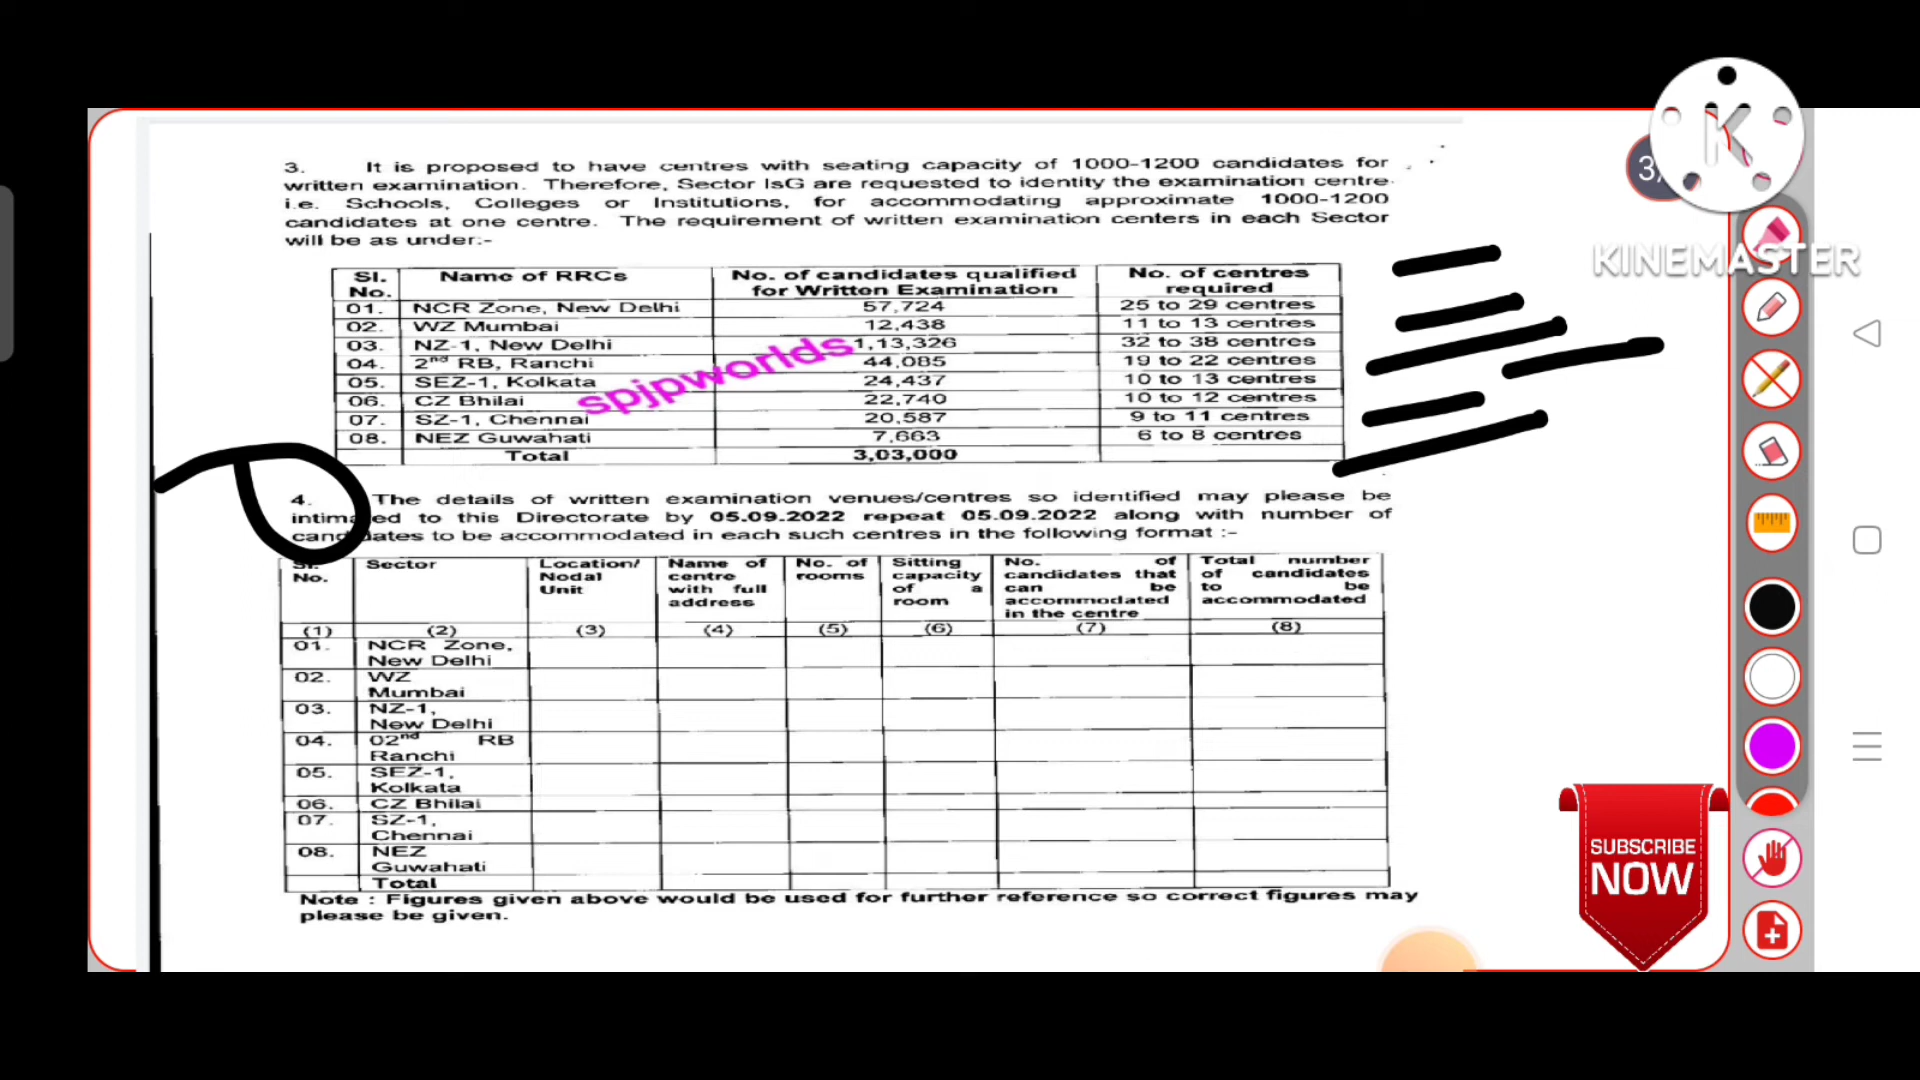 3. It is proposed to have centres with seating capacity of 1000-1200 candidates for
written examination. Therefore, Sector IsG are requested to identity the examination centre
i.e. Schools, Colleges or Institutions, for accommodating approximate 1000-1200
candidates at one centre. The requirement of written examination centers in each Sector
will be as under:-
Sl. No. Name of RRCs No. of candidates qualified for Written Examination No. of centres required
01. NCR Zone, New Delhi 57,724 25 to 29 centres
02. WZ Mumbai 12,438 11 to 13 centres
03. NZ-1, New Delhi 1,13,326 32 to 38 centres
04. 2nd RB, Ranchi 44,085 19 to 22 centres
05. SEZ-1, Kolkata 24,437 10 to 13 centres
06. CZ Bhilai 22,740 10 to 12 centres
07. SZ-1, Chennai 20,587 9 to 11 centres
08. NEZ Guwahati 7,663 6 to 8 centres
Total 3,03,000
spjpworlds
4. The details of written examination venues/centres so identified may please be
intimated to this Directorate by 05.09.2022 repeat 05.09.2022 along with number of
candidates to be accommodated in each such centres in the following format :-
Sl. No. Sector Location/ Nodal Unit Name of centre with full address No. of rooms Sitting capacity of a room No. of candidates that can be accommodated in the centre Total number of candidates to be accommodated
(1) (2) (3) (4) (5) (6) (7) (8)
01. NCR Zone,
New Delhi
02. WZ
Mumbai
03. NZ-1,
New Delhi
04. 02nd RB
Ranchi
05. SEZ-1,
Kolkata
06. CZ Bhilai
07. SZ-1,
Chennai
08. NEZ
Guwahati
Total
Note : Figures given above would be used for further reference so correct figures may
please be given.
K
KINEMASTER
SUBSCRIBE
NOW